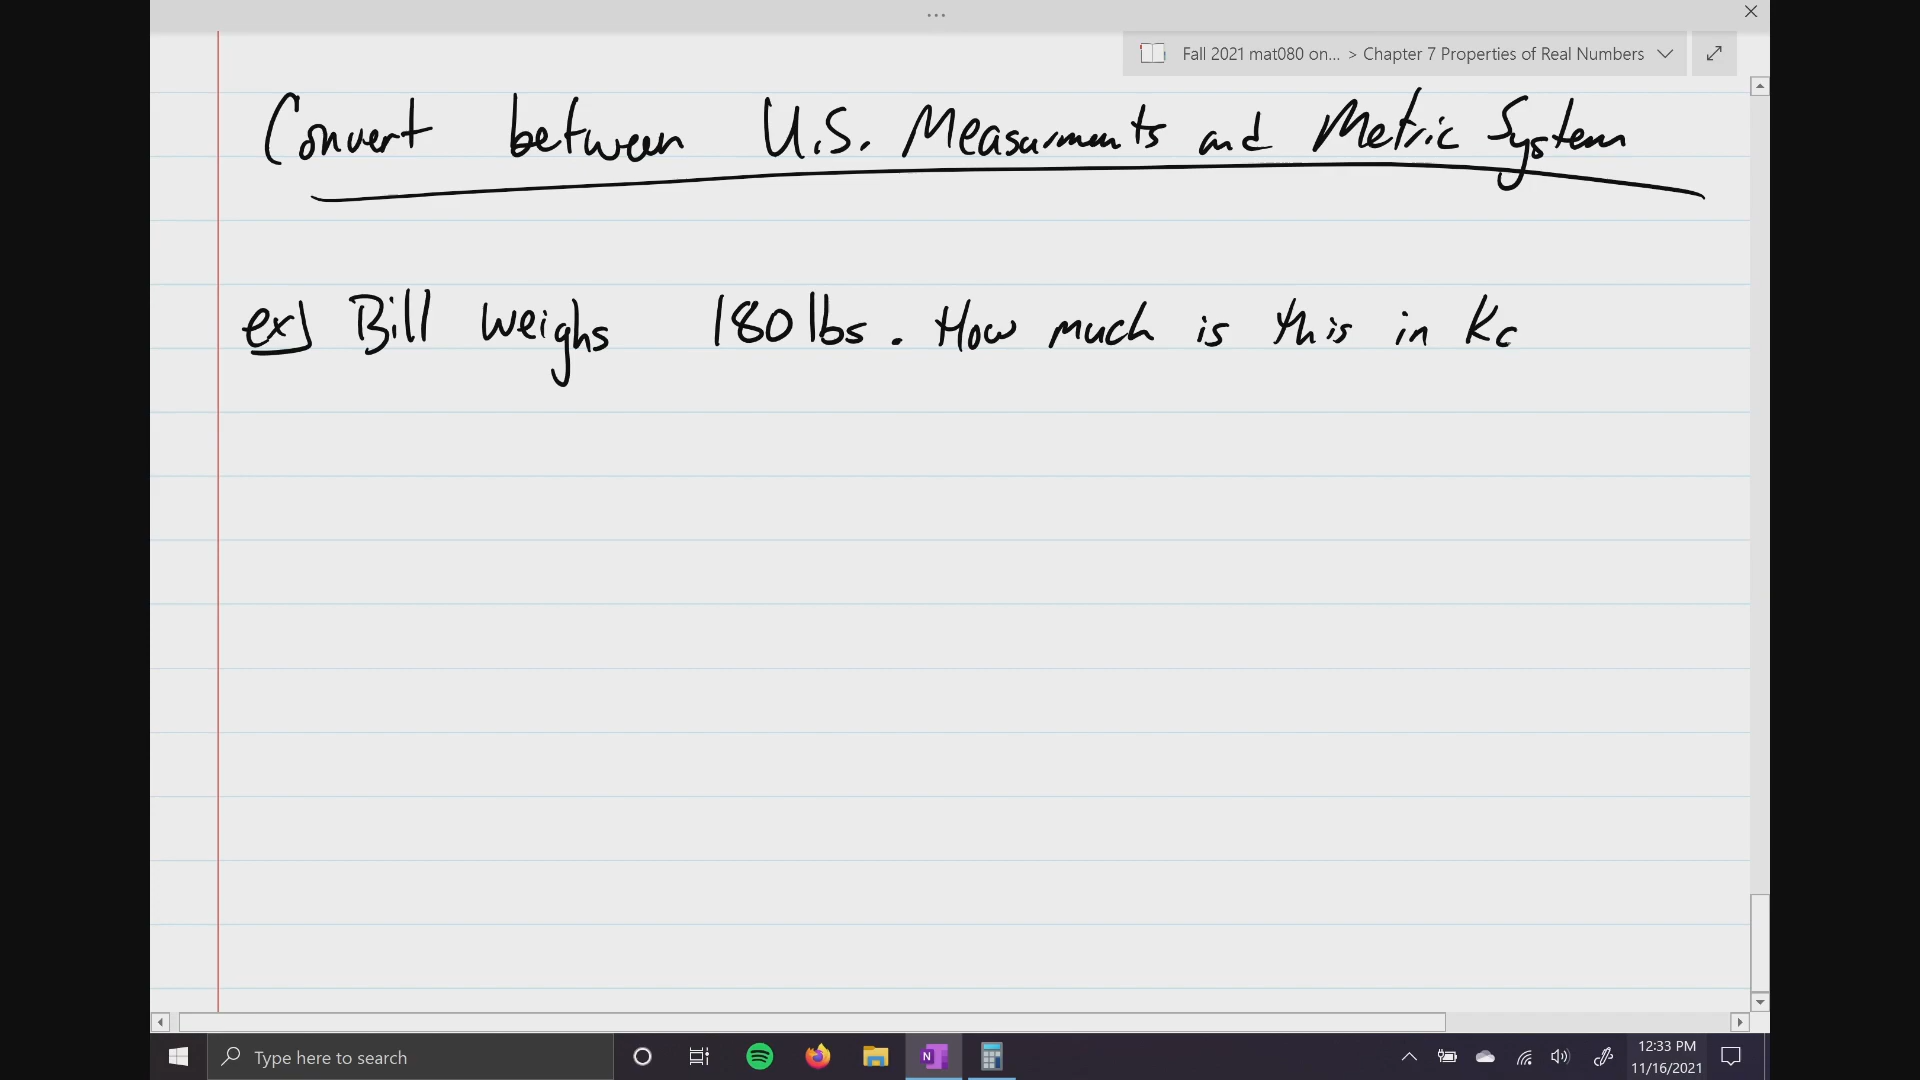 Fall 2021 mat080 on... > Chapter 7 Properties of Real Numbers
Convert between U.S. Measurments and Metric System
ex) Bill weighs 180 lbs. How much is this in Kc
Type here to search
12:33 PM
11/16/2021